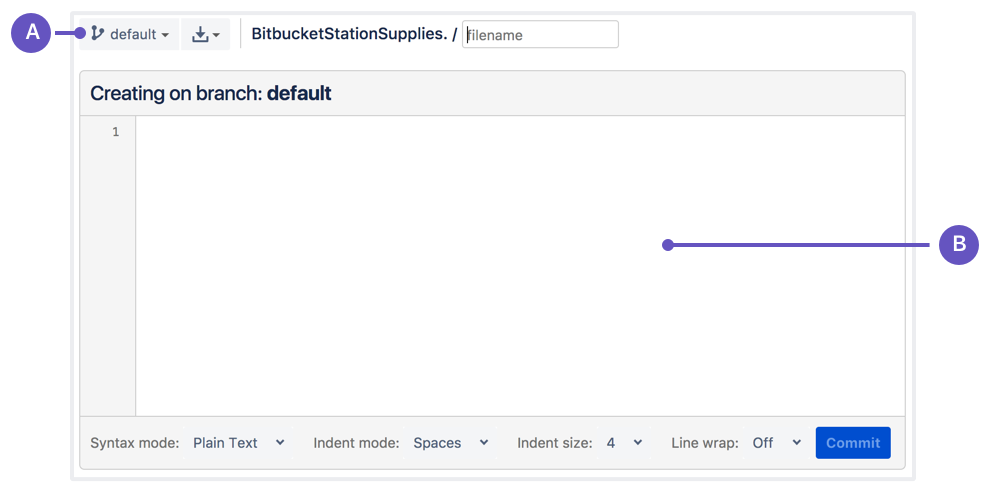 A default BitbucketStationSupplies. / filename
Creating on branch: default
1
B
Syntax mode: Plain Text Indent mode: Spaces Indent size: 4 Line wrap: Off Commit